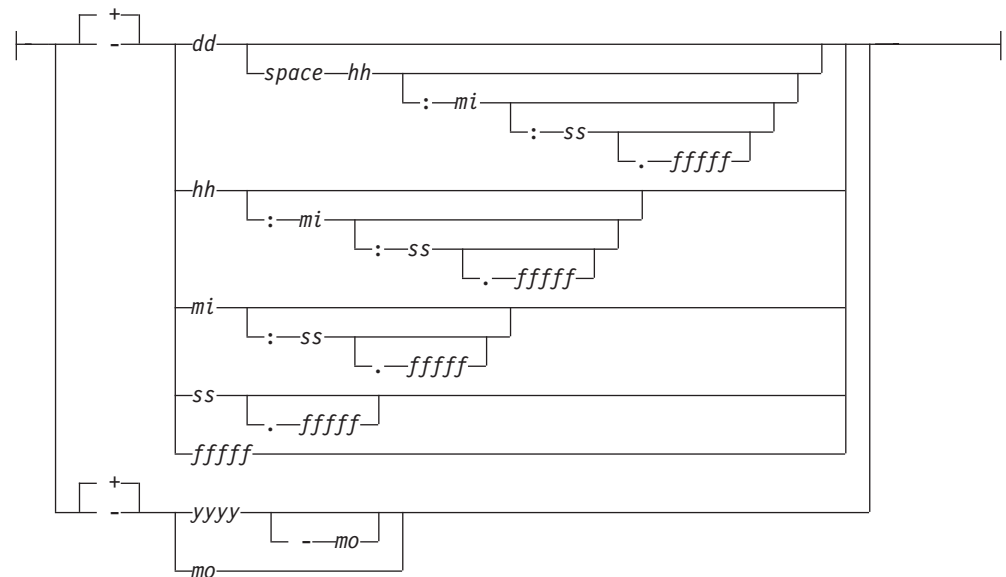 +
- dd
space hh
: mi
: ss
. fffff
hh
: mi
: ss
. fffff
mi
: ss
. fffff
ss
. fffff
fffff
+
- yyyy
- mo
mo